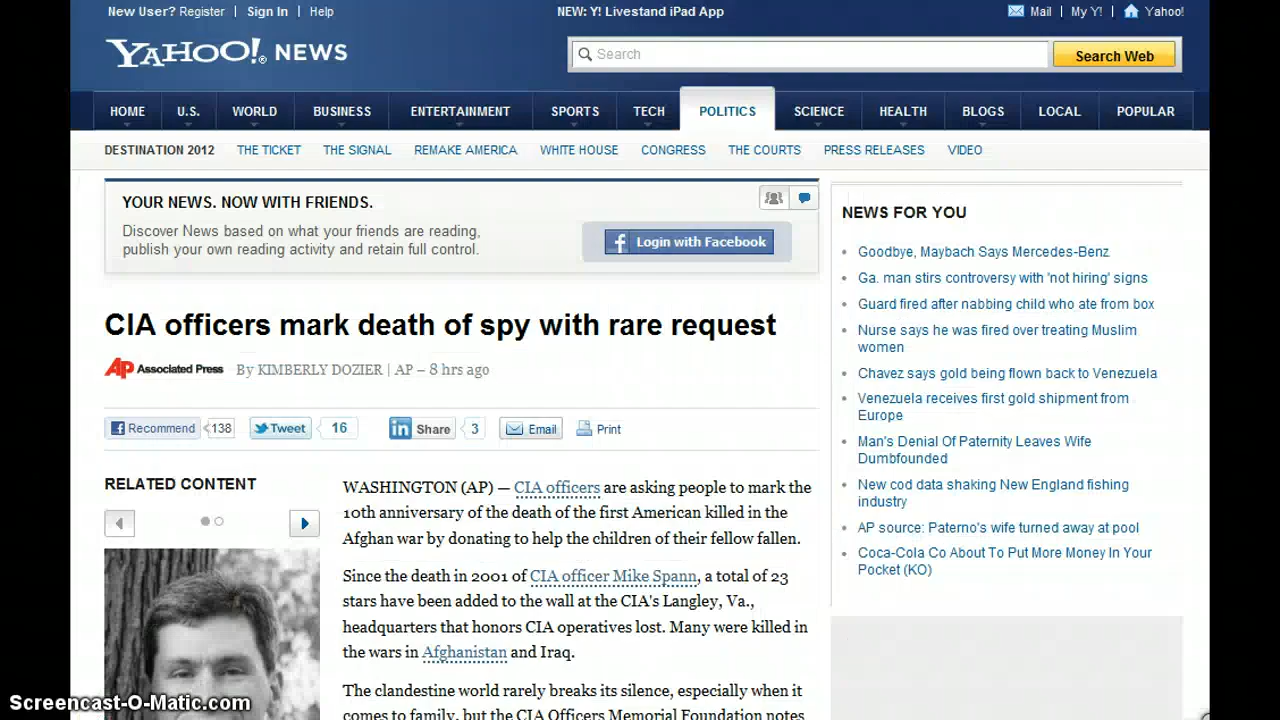 New User? Register | Sign In | Help
NEW: Y! Livestand iPad App
Mail | My Y! | Yahoo!
YAHOO! NEWS
Search
Search Web
HOME
U.S.
WORLD
BUSINESS
ENTERTAINMENT
SPORTS
TECH
POLITICS
SCIENCE
HEALTH
BLOGS
LOCAL
POPULAR
DESTINATION 2012
THE TICKET
THE SIGNAL
REMAKE AMERICA
WHITE HOUSE
CONGRESS
THE COURTS
PRESS RELEASES
VIDEO
YOUR NEWS. NOW WITH FRIENDS.
Discover News based on what your friends are reading,
publish your own reading activity and retain full control.
Login with Facebook
CIA officers mark death of spy with rare request
AP Associated Press By KIMBERLY DOZIER | AP – 8 hrs ago
Recommend 138 Tweet 16 Share 3 Email Print
RELATED CONTENT
WASHINGTON (AP) — CIA officers are asking people to mark the
10th anniversary of the death of the first American killed in the
Afghan war by donating to help the children of their fellow fallen.
Since the death in 2001 of CIA officer Mike Spann, a total of 23
stars have been added to the wall at the CIA's Langley, Va.,
headquarters that honors CIA operatives lost. Many were killed in
the wars in Afghanistan and Iraq.
The clandestine world rarely breaks its silence, especially when it
comes to family, but the CIA Officers Memorial Foundation notes
NEWS FOR YOU
Goodbye, Maybach Says Mercedes-Benz
Ga. man stirs controversy with 'not hiring' signs
Guard fired after nabbing child who ate from box
Nurse says he was fired over treating Muslim
women
Chavez says gold being flown back to Venezuela
Venezuela receives first gold shipment from
Europe
Man's Denial Of Paternity Leaves Wife
Dumbfounded
New cod data shaking New England fishing
industry
AP source: Paterno's wife turned away at pool
Coca-Cola Co About To Put More Money In Your
Pocket (KO)
Screencast-O-Matic.com